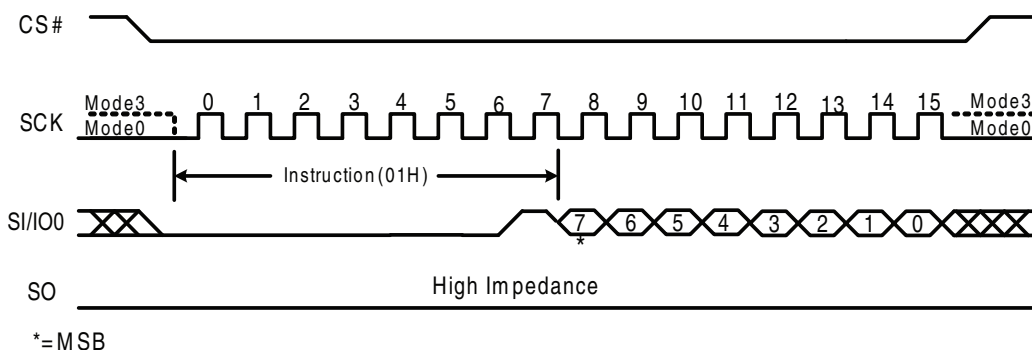 CS#
Mode3 0 1 2 3 4 5 6 7 8 9 10 11 12 13 14 15 Mode3
SCK
Mode0 Mode0
Instruction(01H)
SI/IO0 7 6 5 4 3 2 1 0
*
SO High Impedance
*=MSB